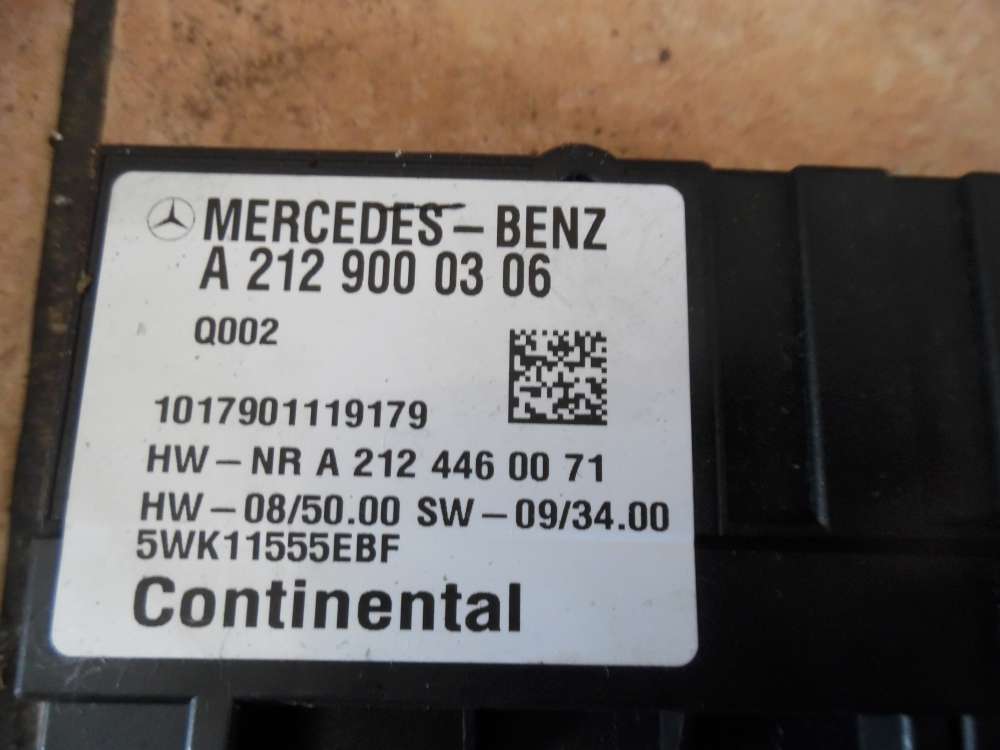 MERCEDES-BENZ
A 212 900 03 06
Q002
1017901119179
HW-NR A 212 446 00 71
HW-08/50.00 SW-09/34.00
5WK11555EBF
Continental